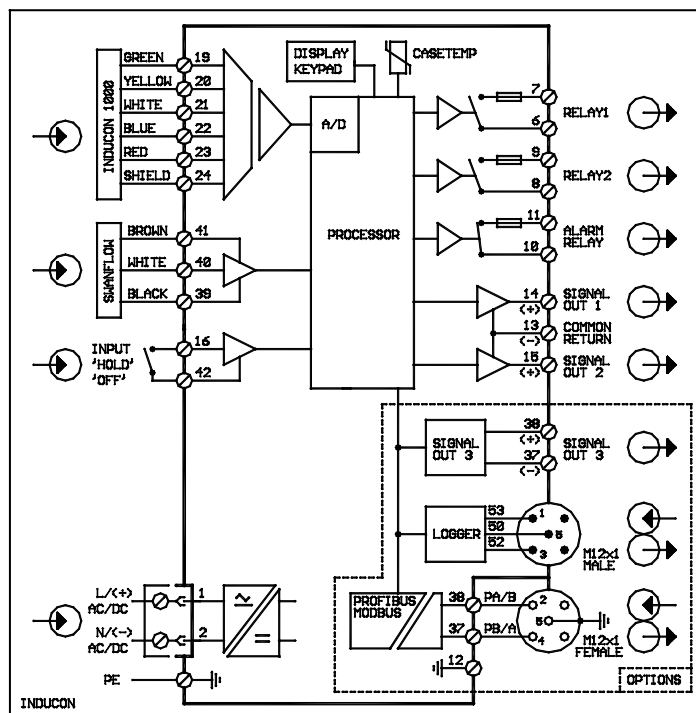 INDUCON 1000
GREEN 19
YELLOW 20
WHITE 21
BLUE 22
RED 23
SHIELD 24
DISPLAY
KEYPAD
CASETEMP
A/D
PROCESSOR
7
6
RELAY1
9
8
RELAY2
11
10
ALARM
RELAY
SWANFLOW
BROWN 41
WHITE 40
BLACK 39
14
(+)
SIGNAL
OUT 1
13
(-)
COMMON
RETURN
15
(+)
SIGNAL
OUT 2
INPUT
'HOLD'
'OFF'
16
42
SIGNAL
OUT 3
38
(+)
37
(-)
SIGNAL
OUT 3
LOGGER
53
50
52
1
5
3
M12x1
MALE
L/(+)
AC/DC
1
N/(-)
AC/DC
2
PROFIBUS
MODBUS
38 PA/B
37 PB/A
2
5
4
M12x1
FEMALE
PE
12
OPTIONS
INDUCON